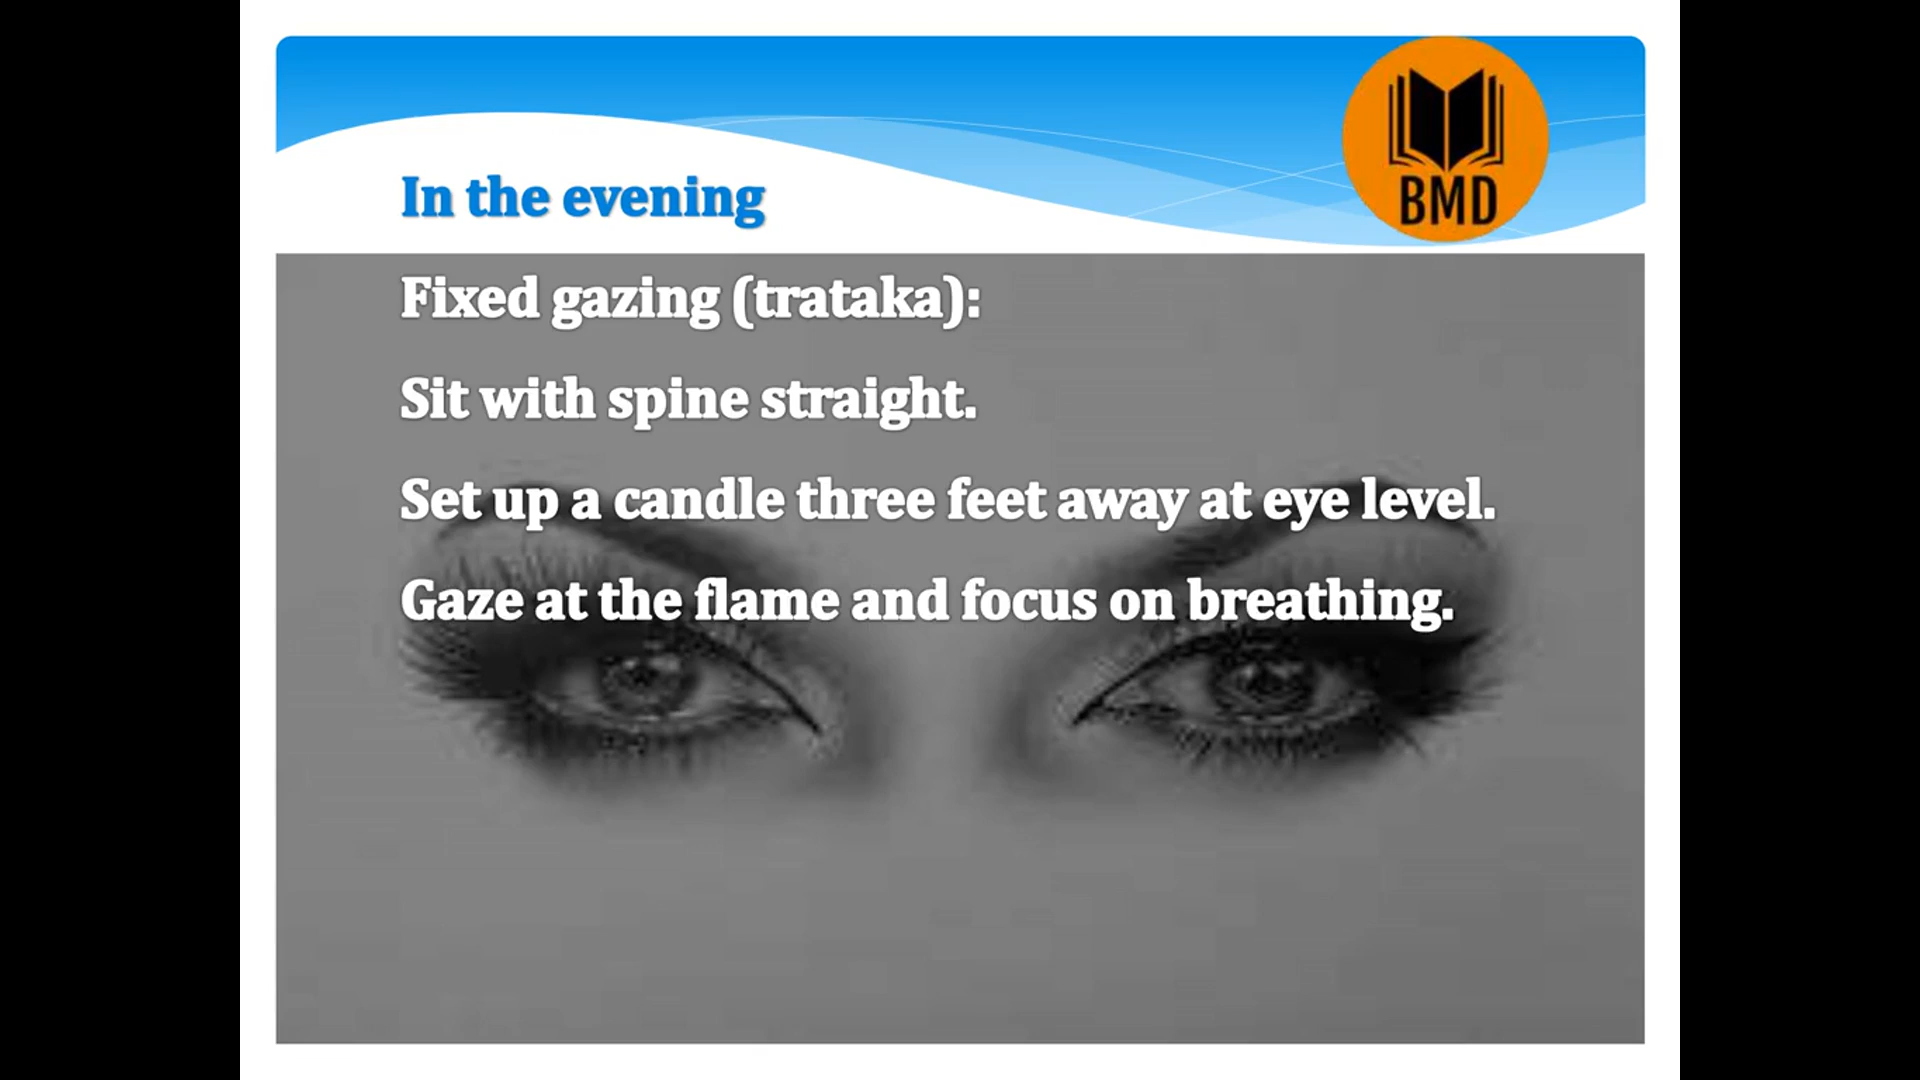 BMD
In the evening
Fixed gazing (trataka):
Sit with spine straight.
Set up a candle three feet away at eye level.
Gaze at the flame and focus on breathing.